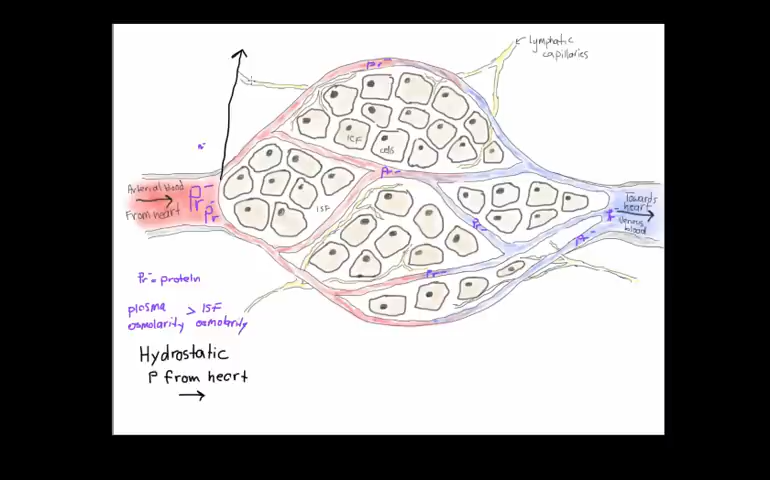 Lymphatic
capillaries
Pr-
ICF
cells
Pr-
Arterial blood
From heart
Pr-
Pr-
ISF
Towards
heart
Venous
blood
Pr-
Pr-
Pr-
Pr-
Pr- = protein
plasma > ISF
osmolarity osmolarity
Hydrostatic
P from heart